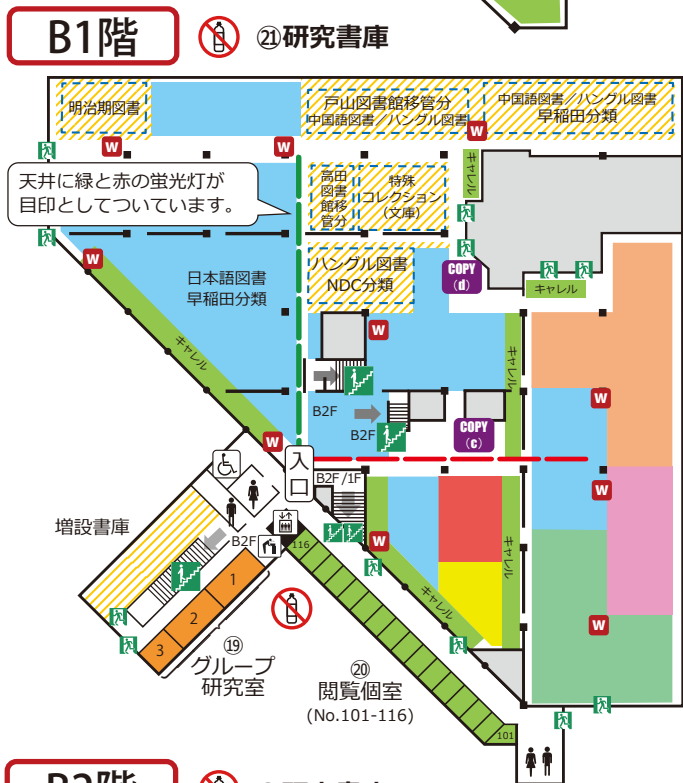 B1階
㉑研究書庫
明治期図書
戸山図書館移管分
中国語図書／ハングル図書
中国語図書／ハングル図書
早稲田分類
W
W
W
天井に緑と赤の蛍光灯が
目印としてついています。
高田
図書
館移
管分
特殊
コレクション
(文庫)
キャレル
W
日本語図書
早稲田分類
ハングル図書
NDC分類
COPY
(d)
キャレル
キャレル
W
キャレル
B2F
B2F
W
COPY
(c)
W
入口
B2F/1F
W
増設書庫
B2F
116
W
キャレル
キャレル
1
2
3
W
⑲
グループ
研究室
⑳
閲覧個室
(No.101-116)
101